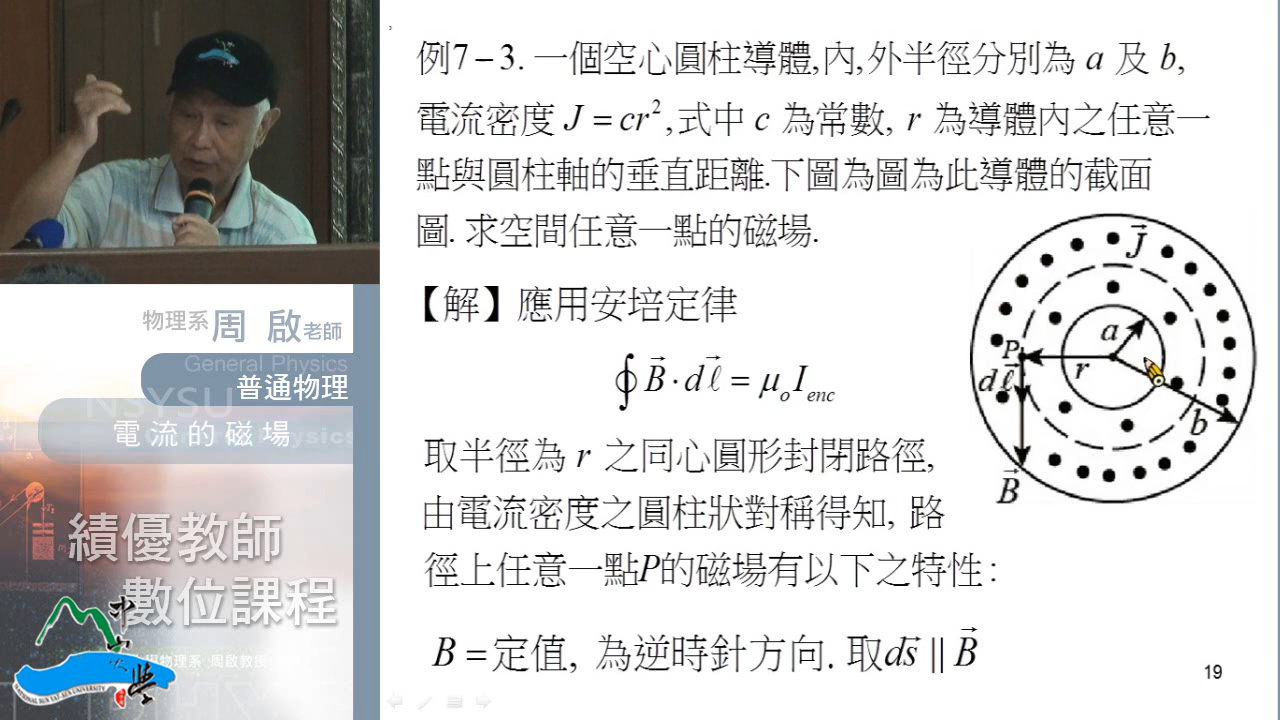 例7－3. 一個空心圓柱導體,內,外半徑分別為 a 及 b,
電流密度 J = cr², 式中 c 為常數, r 為導體內之任意一
點與圓柱軸的垂直距離.下圖為圖為此導體的截面
圖. 求空間任意一點的磁場.
【解】應用安培定律
∮B⃗·dℓ⃗ = μₒI_enc
取半徑為 r 之同心圓形封閉路徑,
由電流密度之圓柱狀對稱得知, 路
徑上任意一點P的磁場有以下之特性:
B = 定值, 為逆時針方向. 取ds⃗ || B⃗
J⃗
a
P
r
dℓ⃗
b
B⃗
19
物理系周 啟老師
General Physics
普通物理
NSYSU
電流的磁場
績優教師
數位課程
NATIONAL SUN YAT-SEN UNIVERSITY